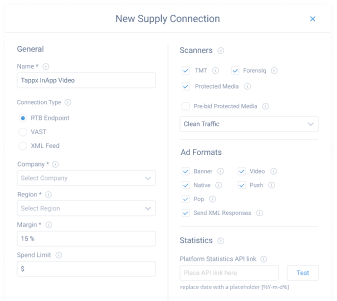 New Supply Connection
General
Name *
Tappx InApp Video
Connection Type
RTB Endpoint
VAST
XML Feed
Company *
Select Company
Region *
Select Region
Margin *
15 %
Spend Limit
$
Scanners
TMT Forensiq
Protected Media
Pre-bid Protected Media
Clean Traffic
Ad Formats
Banner Video
Native Push
Pop
Send XML Responses
Statistics
Platform Statistics API link
Place API link here Test
replace date with a placeholder [%Y-m-d%]